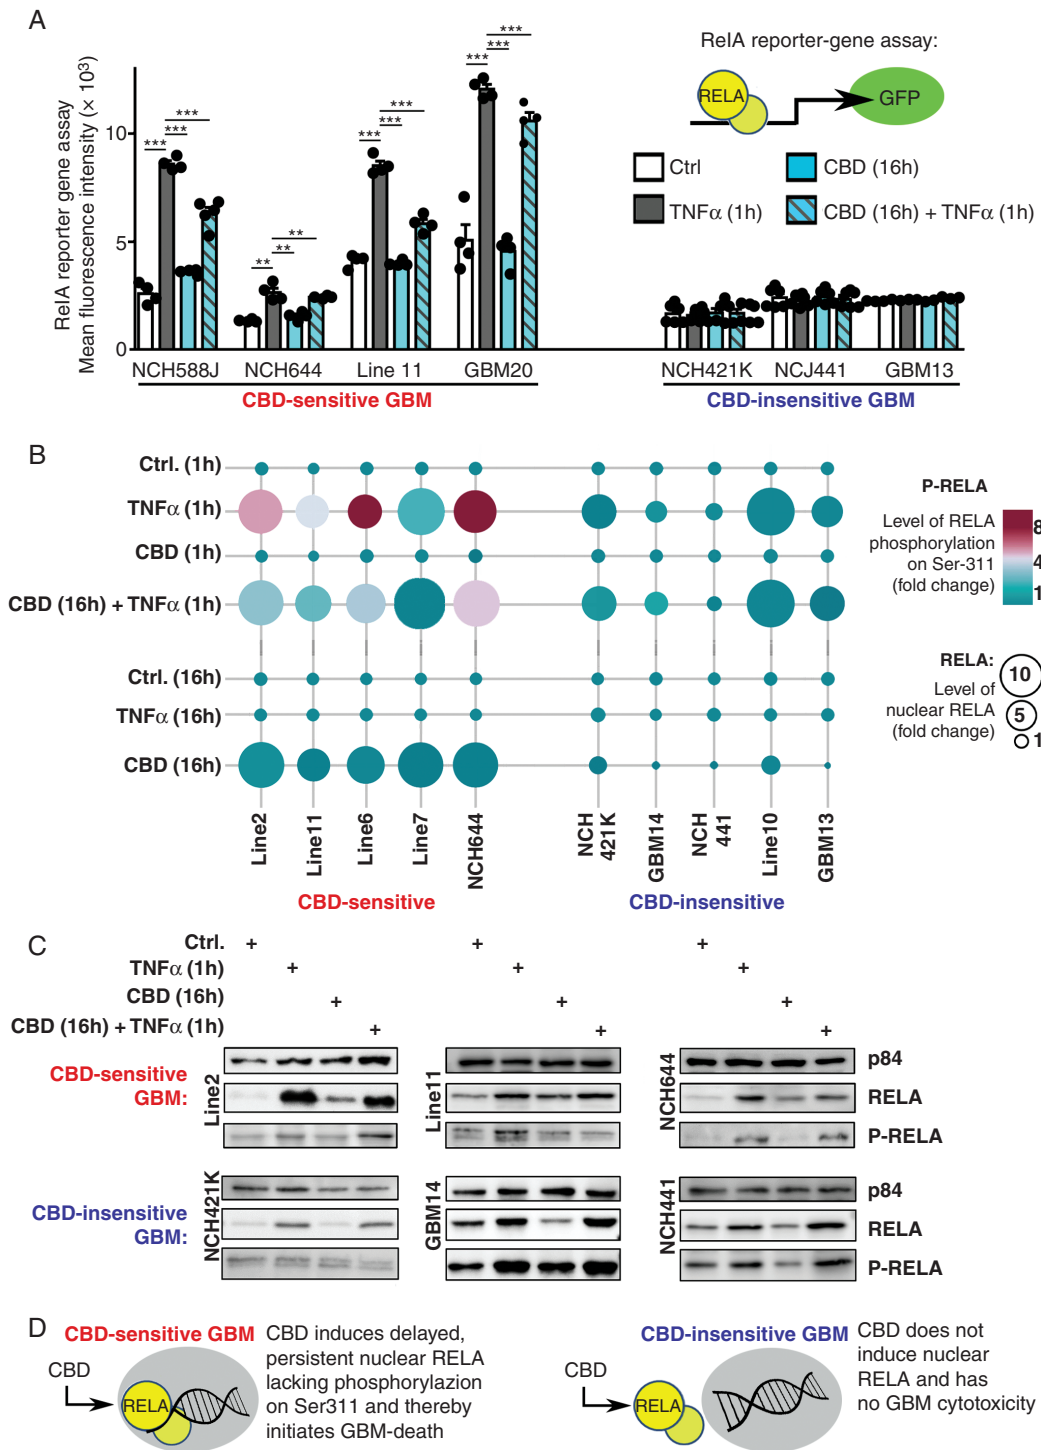 A
RelA reporter gene assay
Mean fluorescence intensity (× 10³)
10
5
0
*** *** ***
** ** **
*** *** ***
*** *** ***
NCH588J NCH644 Line 11 GBM20
CBD-sensitive GBM
NCH421K NCJ441 GBM13
CBD-insensitive GBM
RelA reporter-gene assay:
RELA
GFP
Ctrl
CBD (16h)
TNFα (1h)
CBD (16h) + TNFα (1h)
B
Ctrl. (1h)
TNFα (1h)
CBD (1h)
CBD (16h) + TNFα (1h)
Ctrl. (16h)
TNFα (16h)
CBD (16h)
Line2
Line11
Line6
Line7
NCH644
NCH
421K
GBM14
NCH
441
Line10
GBM13
CBD-sensitive
CBD-insensitive
P-RELA
Level of RELA
phosphorylation
on Ser-311
(fold change)
8
4
1
RELA:
Level of
nuclear RELA
(fold change)
10
5
1
C
Ctrl. + + +
TNFα (1h) + + +
CBD (16h) + + +
CBD (16h) + TNFα (1h) + + +
CBD-sensitive
GBM:
Line2
Line11
NCH644
p84
RELA
P-RELA
CBD-insensitive
GBM:
NCH421K
GBM14
NCH441
p84
RELA
P-RELA
D
CBD-sensitive GBM
CBD
RELA
CBD induces delayed,
persistent nuclear RELA
lacking phosphorylazion
on Ser311 and thereby
initiates GBM-death
CBD-insensitive GBM
CBD
RELA
CBD does not
induce nuclear
RELA and has
no GBM cytotoxicity